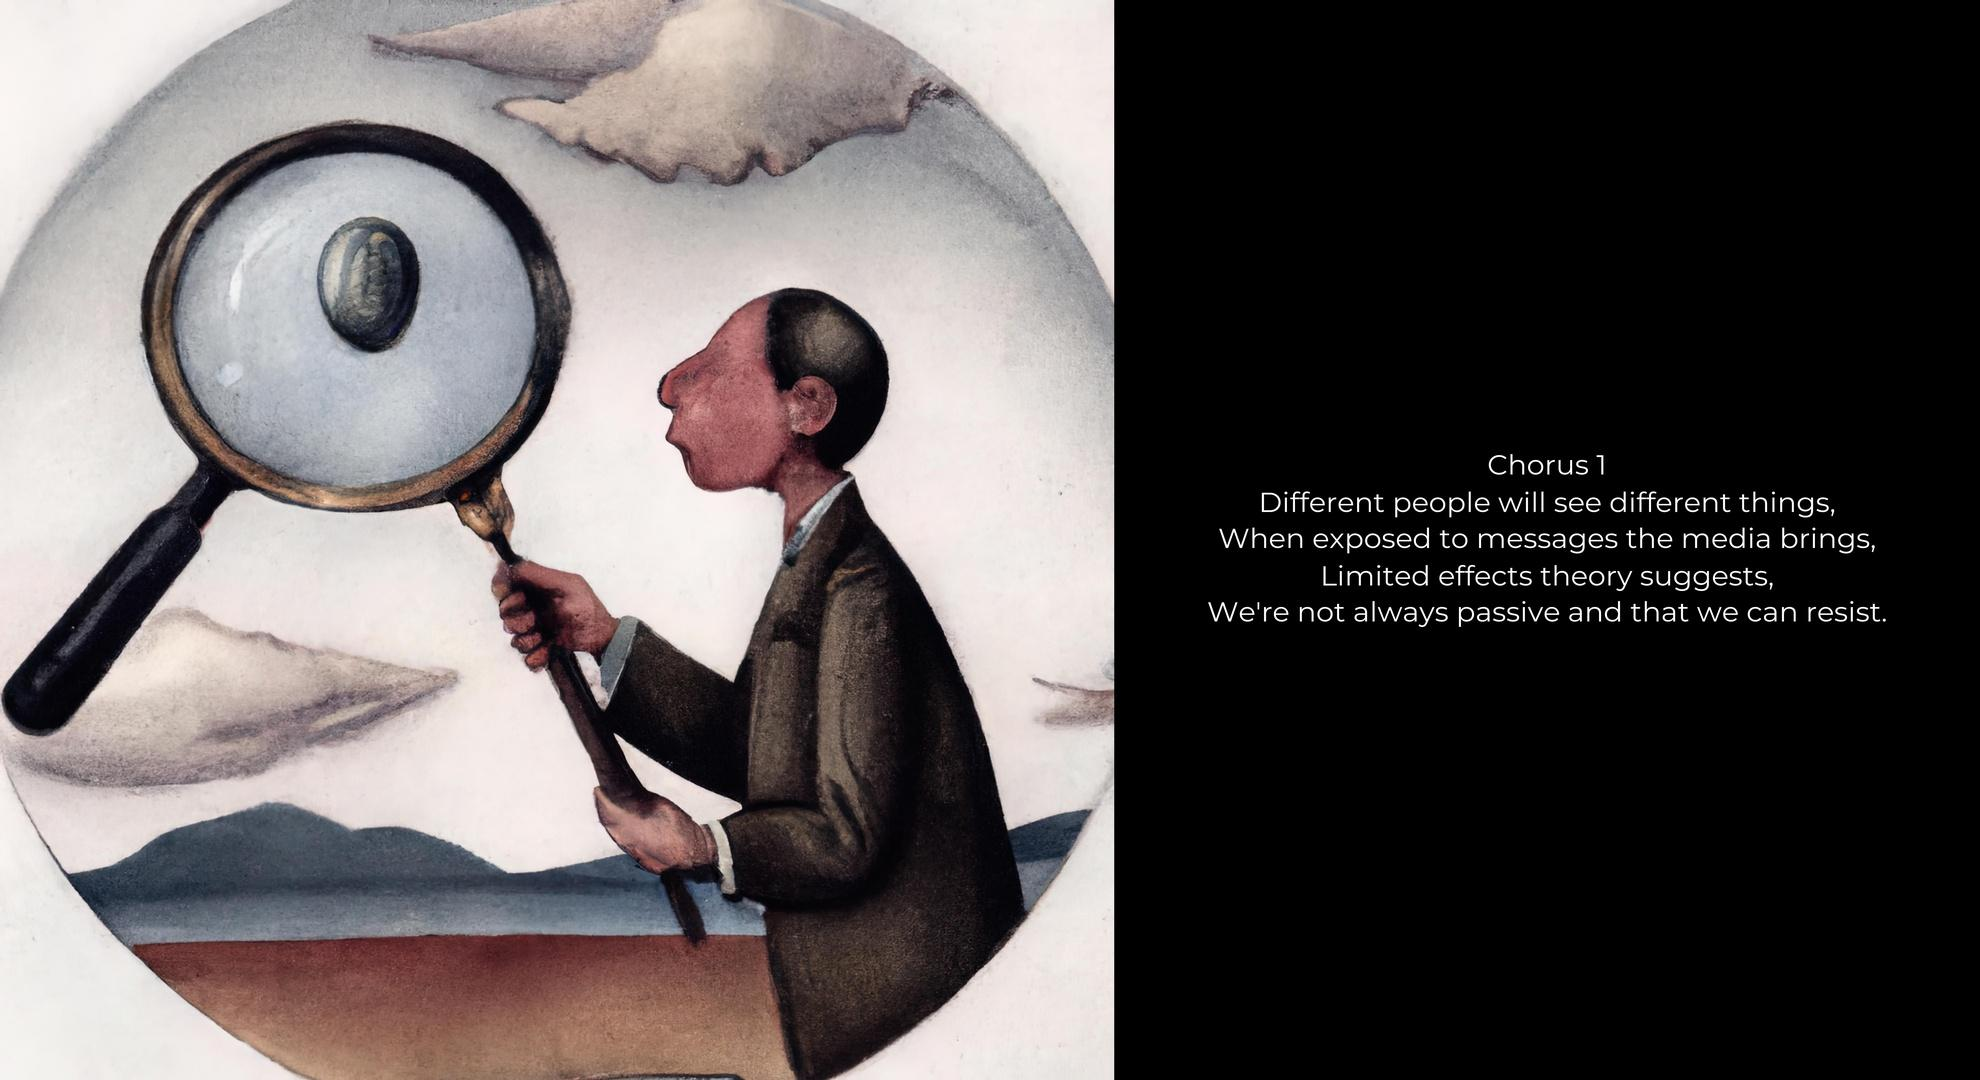 Chorus 1
Different people will see different things,
When exposed to messages the media brings,
Limited effects theory suggests,
We're not always passive and that we can resist.